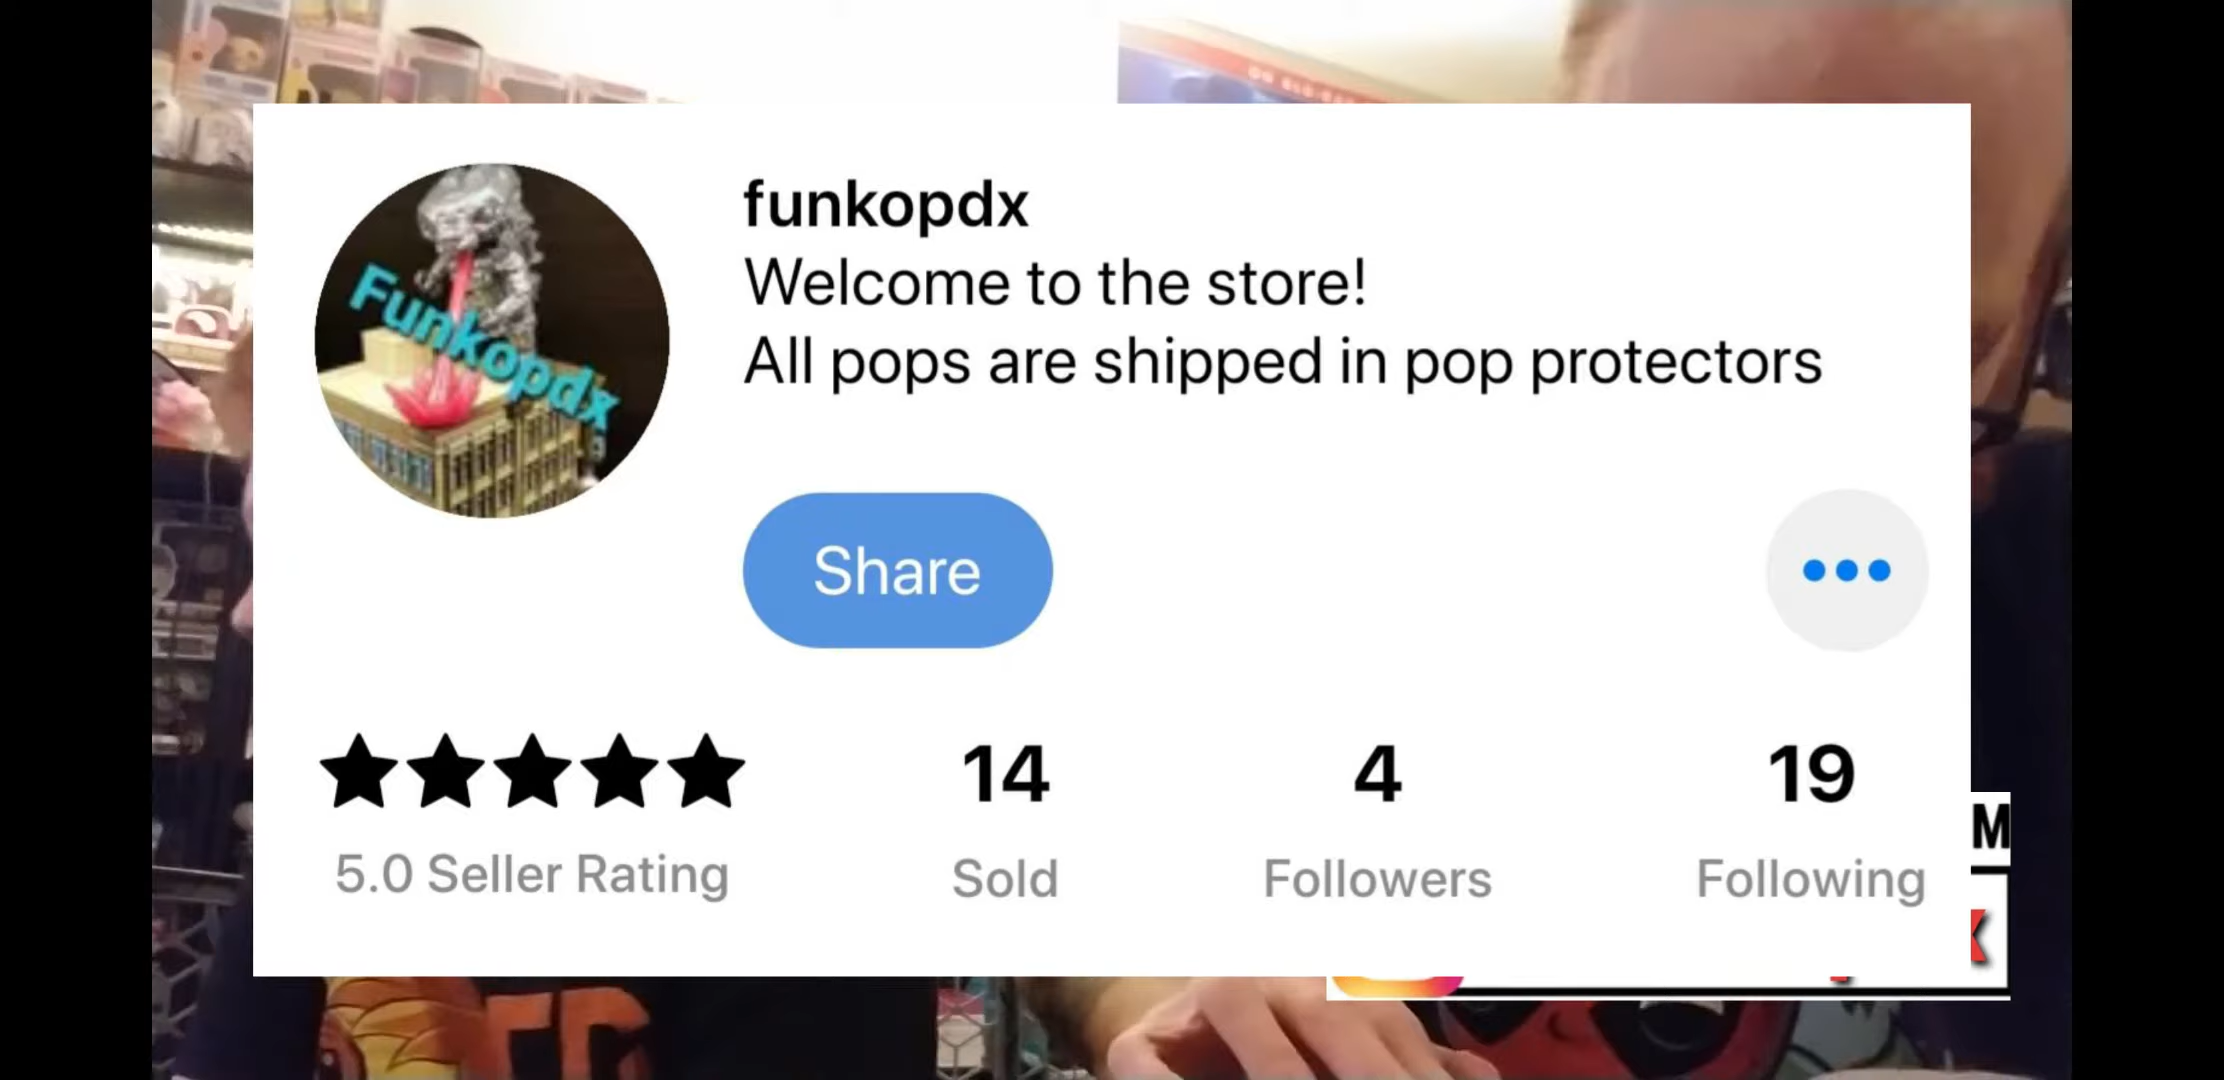 funkopdx
Welcome to the store!
All pops are shipped in pop protectors
Funkopdx
Share
14
4
19
5.0 Seller Rating
Sold
Followers
Following
M